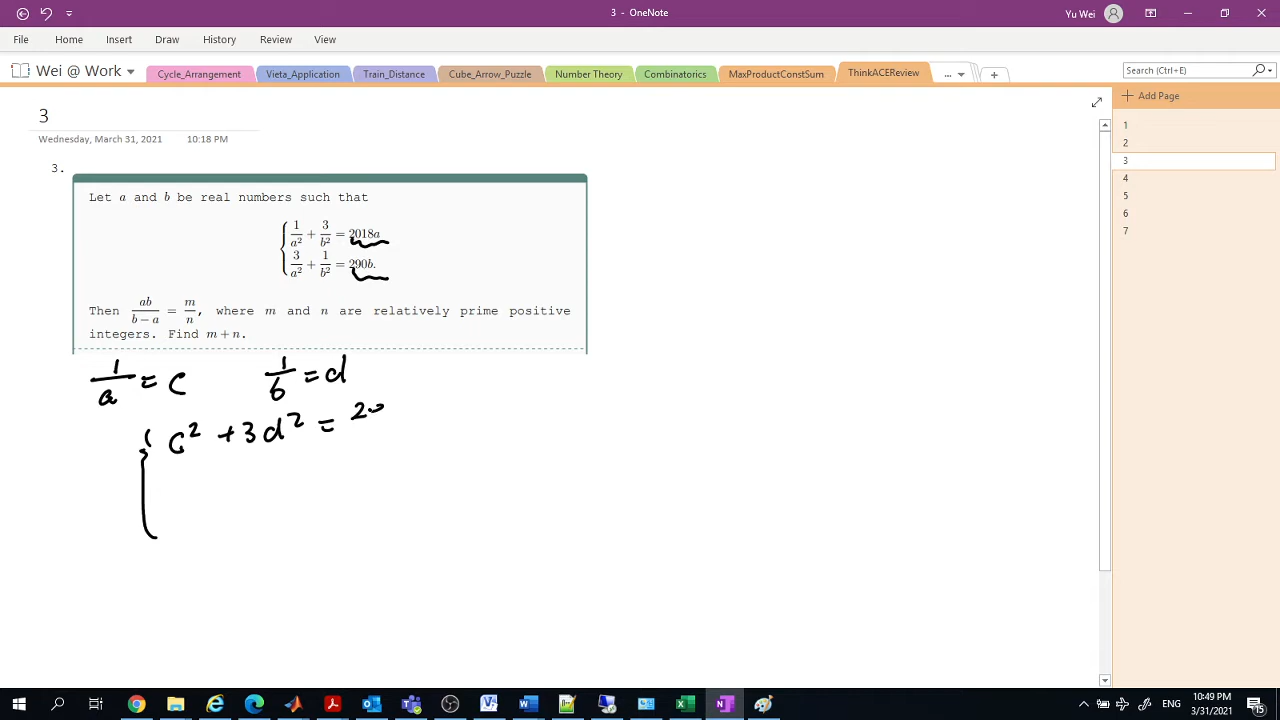 3 - OneNote
Yu Wei
File Home Insert Draw History Review View
Wei @ Work
Cycle_Arrangement Vieta_Application Train_Distance Cube_Arrow_Puzzle Number Theory Combinatorics MaxProductConstSum ThinkACEReview ...
Search (Ctrl+E)
Add Page
1
2
3
4
5
6
7
3
Wednesday, March 31, 2021 10:18 PM
3.
Let a and b be real numbers such that
1/a² + 3/b² = 2018a
3/a² + 1/b² = 290b.
Then ab/(b−a) = m/n, where m and n are relatively prime positive
integers. Find m+n.
1/a = c 1/b = d
c² + 3d² = 20
ENG
10:49 PM
3/31/2021
15